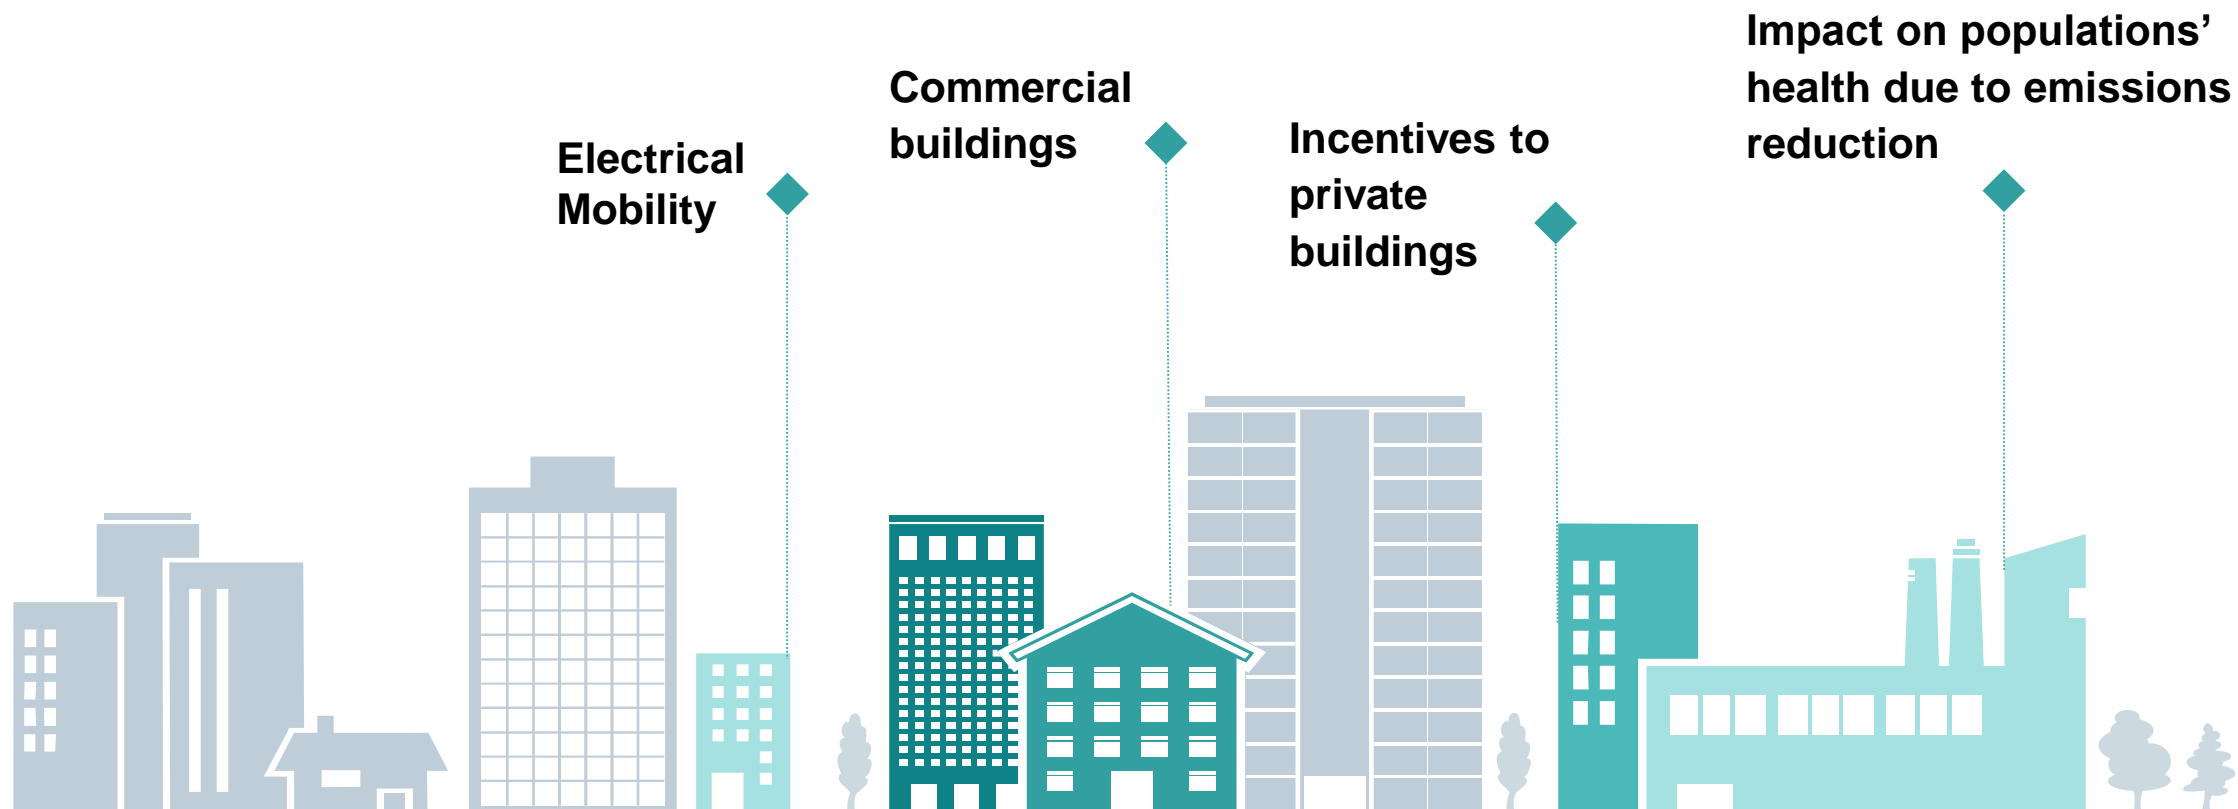 Electrical
Mobility
Commercial
buildings
Incentives to
private
buildings
Impact on populations’
health due to emissions
reduction